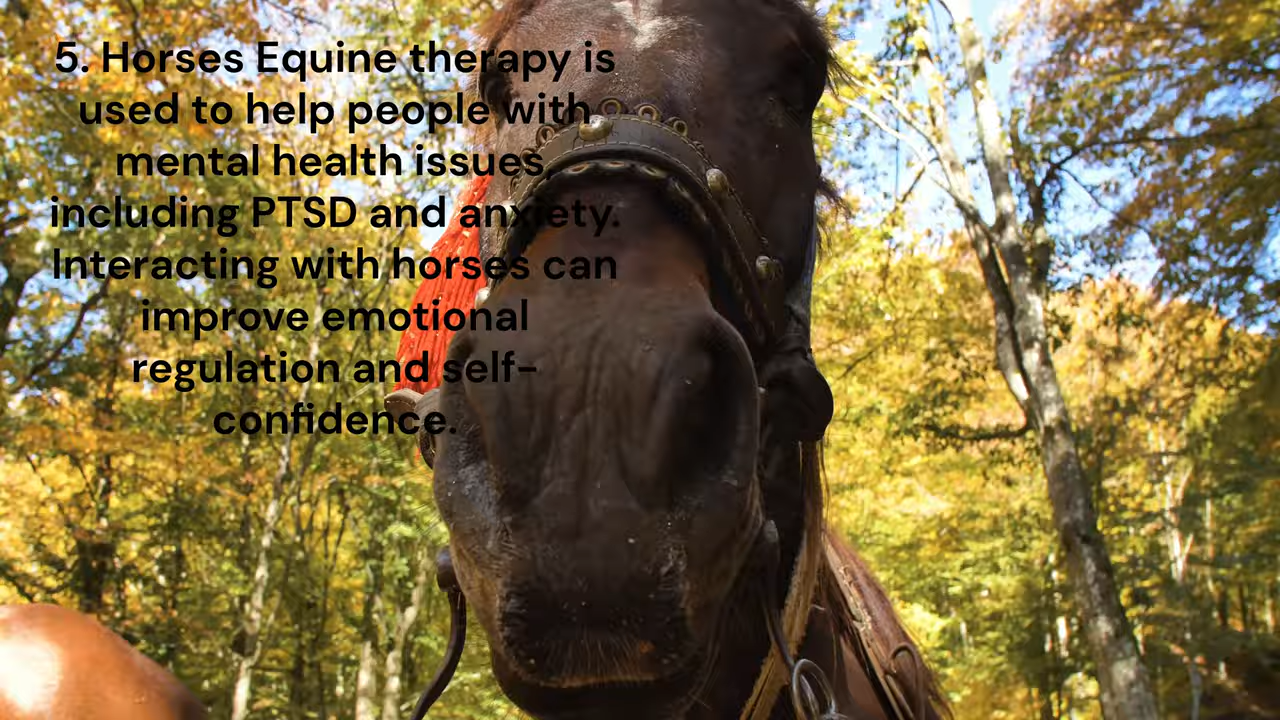 5. Horses Equine therapy is
used to help people with
mental health issues,
including PTSD and anxiety.
Interacting with horses can
improve emotional
regulation and self-
confidence.